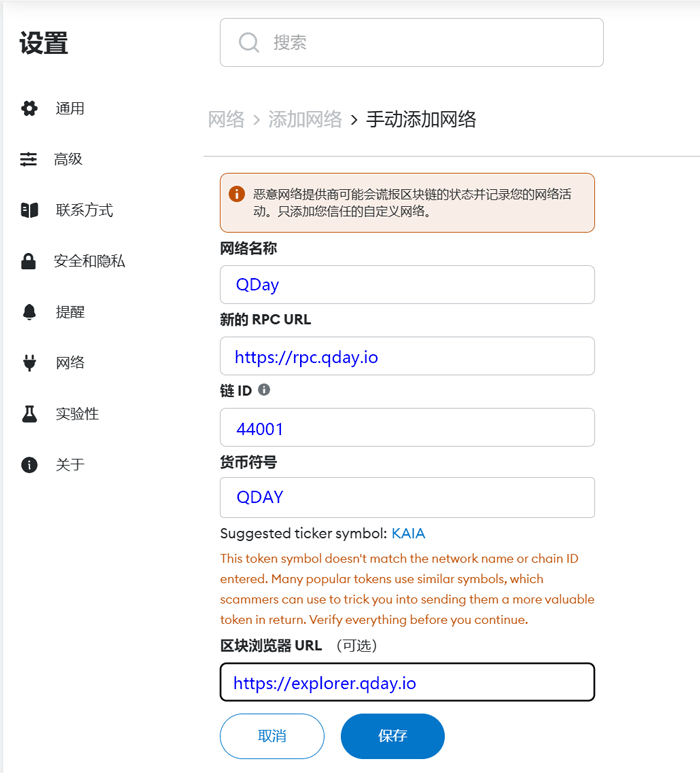 设置
搜索
通用
高级
联系方式
安全和隐私
提醒
网络
实验性
关于
网络 > 添加网络 > 手动添加网络
恶意网络提供商可能会谎报区块链的状态并记录您的网络活
动。只添加您信任的自定义网络。
网络名称
QDay
新的 RPC URL
https://rpc.qday.io
链 ID
44001
货币符号
QDAY
Suggested ticker symbol: KAIA
This token symbol doesn't match the network name or chain ID
entered. Many popular tokens use similar symbols, which
scammers can use to trick you into sending them a more valuable
token in return. Verify everything before you continue.
区块浏览器 URL （可选）
https://explorer.qday.io
取消
保存